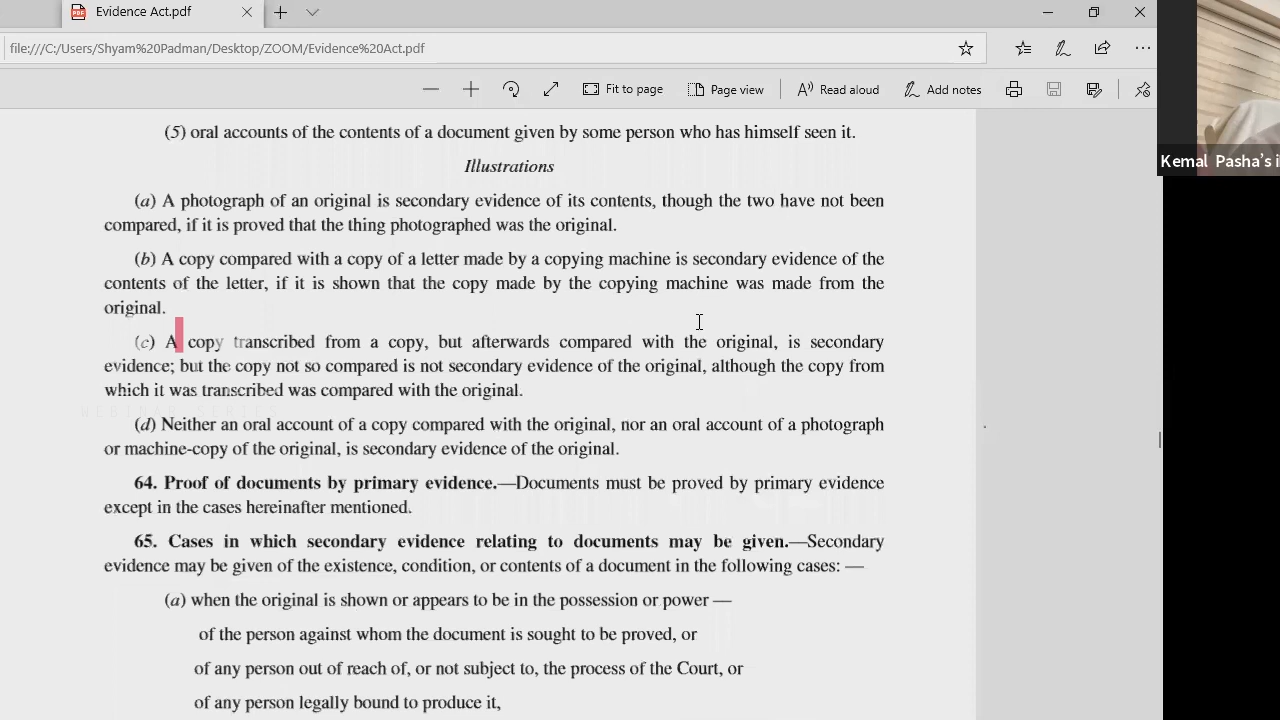 Evidence Act.pdf
file:///C:/Users/Shyam%20Padman/Desktop/ZOOM/Evidence%20Act.pdf
Fit to page Page view Read aloud Add notes
(5) oral accounts of the contents of a document given by some person who has himself seen it.
Illustrations
(a) A photograph of an original is secondary evidence of its contents, though the two have not been
compared, if it is proved that the thing photographed was the original.
(b) A copy compared with a copy of a letter made by a copying machine is secondary evidence of the
contents of the letter, if it is shown that the copy made by the copying machine was made from the
original.
(c) A copy transcribed from a copy, but afterwards compared with the original, is secondary
evidence; but the copy not so compared is not secondary evidence of the original, although the copy from
which it was transcribed was compared with the original.
(d) Neither an oral account of a copy compared with the original, nor an oral account of a photograph
or machine-copy of the original, is secondary evidence of the original.
64. Proof of documents by primary evidence.—Documents must be proved by primary evidence
except in the cases hereinafter mentioned.
65. Cases in which secondary evidence relating to documents may be given.—Secondary
evidence may be given of the existence, condition, or contents of a document in the following cases: —
(a) when the original is shown or appears to be in the possession or power —
of the person against whom the document is sought to be proved, or
of any person out of reach of, or not subject to, the process of the Court, or
of any person legally bound to produce it,
Kemal Pasha's i